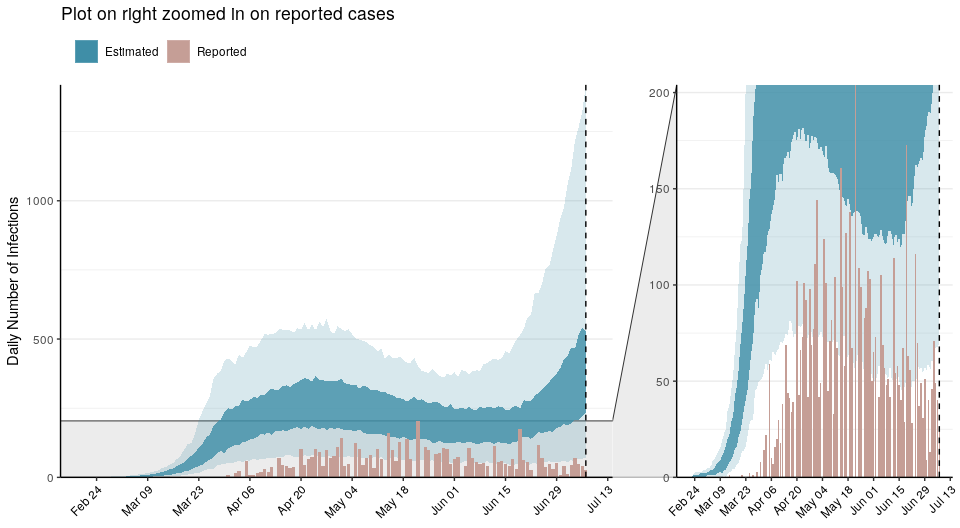 Plot on right zoomed in on reported cases
Estimated Reported
Daily Number of Infections
1000
500
0
Feb 24 Mar 09 Mar 23 Apr 06 Apr 20 May 04 May 18 Jun 01 Jun 15 Jun 29 Jul 13
200
150
100
50
0
Feb 24 Mar 09 Mar 23 Apr 06 Apr 20 May 04 May 18 Jun 01 Jun 15 Jun 29 Jul 13